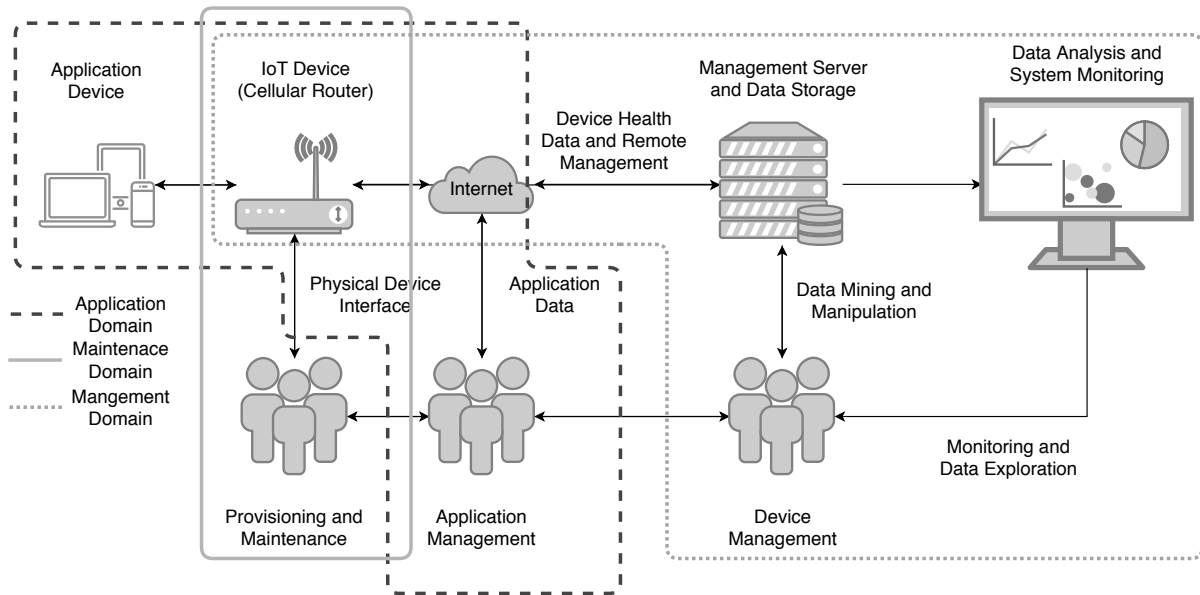 Application
Device
IoT Device
(Cellular Router)
Management Server
and Data Storage
Data Analysis and
System Monitoring
Device Health
Data and Remote
Management
Internet
Physical Device
Interface
Application
Data
Data Mining and
Manipulation
Application
Domain
Maintenace
Domain
Mangement
Domain
Monitoring and
Data Exploration
Provisioning and
Maintenance
Application
Management
Device
Management